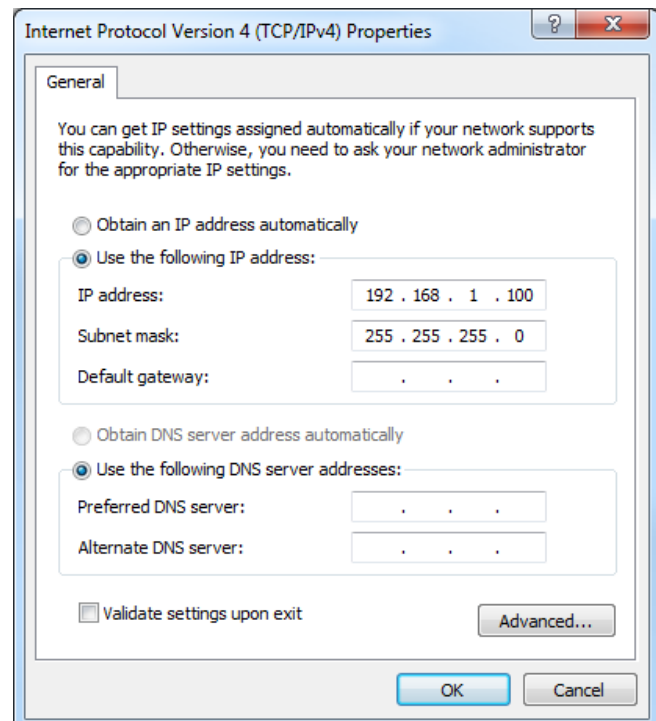 Internet Protocol Version 4 (TCP/IPv4) Properties
General
You can get IP settings assigned automatically if your network supports
this capability. Otherwise, you need to ask your network administrator
for the appropriate IP settings.
Obtain an IP address automatically
Use the following IP address:
IP address: 192 . 168 . 1 . 100
Subnet mask: 255 . 255 . 255 . 0
Default gateway: . . .
Obtain DNS server address automatically
Use the following DNS server addresses:
Preferred DNS server: . . .
Alternate DNS server: . . .
Validate settings upon exit
Advanced...
OK Cancel